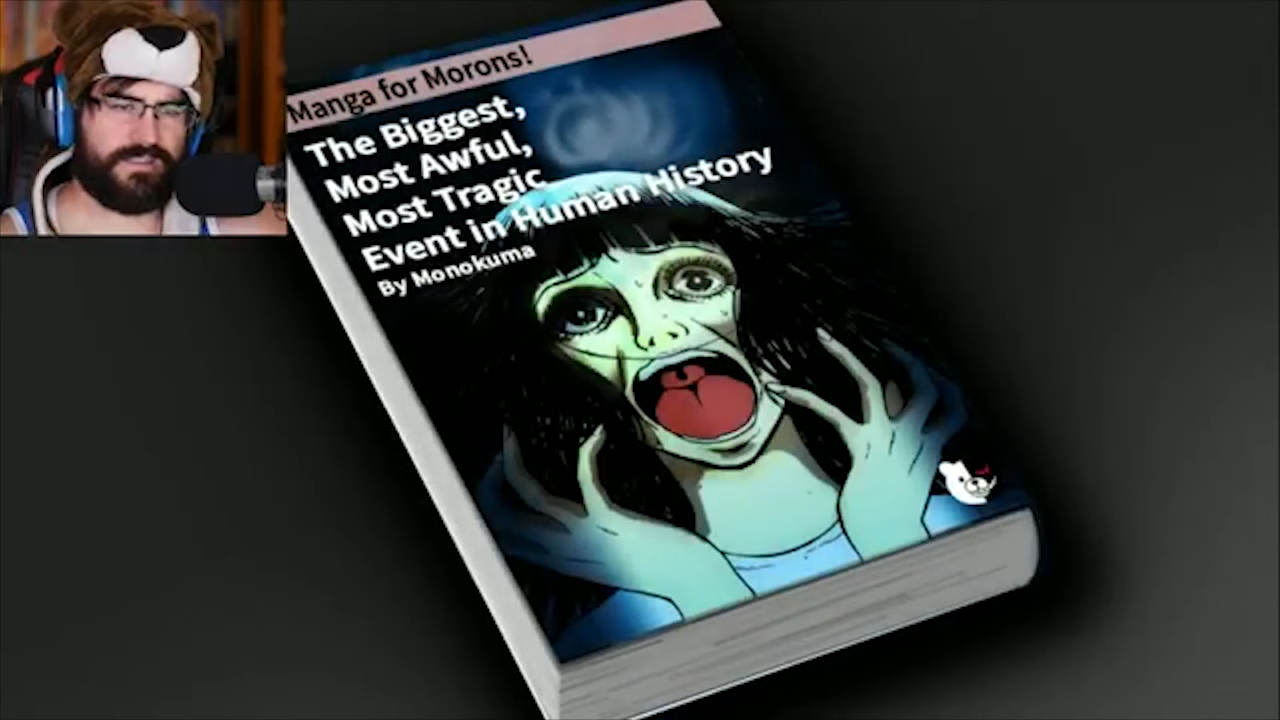 Manga for Morons!
The Biggest,
Most Awful,
Most Tragic
Event in Human History
By Monokuma